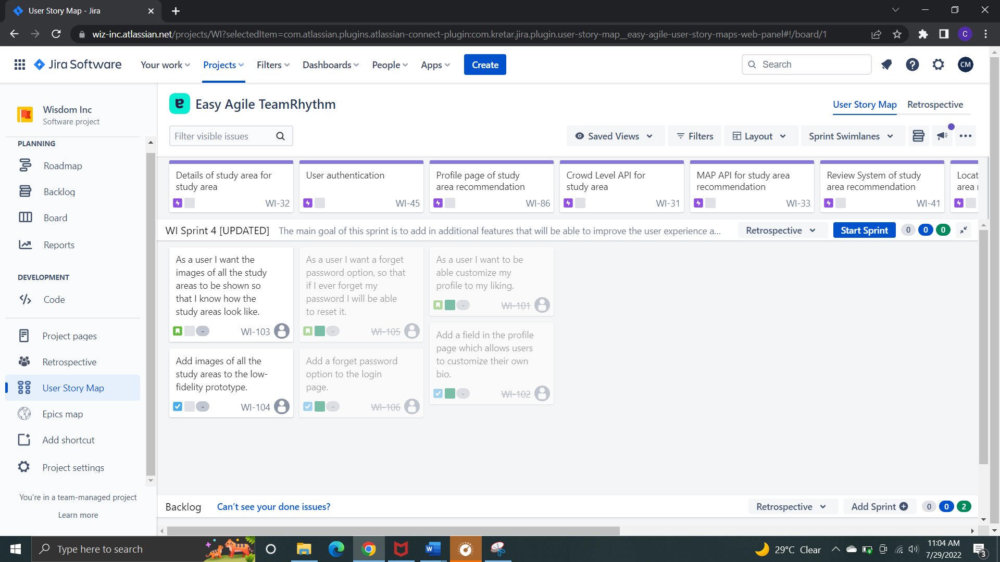 User Story Map - Jira
wiz-inc.atlassian.net/projects/WI?selectedItem=com.atlassian.plugins.atlassian-connect-plugin:com.kretar.jira.plugin.user-story-map__easy-agile-user-story-maps-web-panel#!/board/1
C
Jira Software
Your work
Projects
Filters
Dashboards
People
Apps
Create
Search
CM
Wisdom Inc
Software project
PLANNING
Roadmap
Backlog
Board
Reports
DEVELOPMENT
Code
Project pages
Retrospective
User Story Map
Epics map
Add shortcut
Project settings
You're in a team-managed project
Learn more
Easy Agile TeamRhythm
User Story Map
Retrospective
Filter visible issues
Saved Views
Filters
Layout
Sprint Swimlanes
Details of study area for
study area
WI-32
User authentication
WI-45
Profile page of study
area recommendation
WI-86
Crowd Level API for
study area
WI-31
MAP API for study area
recommendation
WI-33
Review System of study
area recommendation
WI-41
Locat
area r
WI Sprint 4 [UPDATED]
The main goal of this sprint is to add in additional features that will be able to improve the user experience a...
Retrospective
Start Sprint
0
0
0
As a user I want the
images of all the study
areas to be shown so
that I know how the
study areas look like.
-
WI-103
Add images of all the
study areas to the low-
fidelity prototype.
-
WI-104
As a user I want a forget
password option, so that
if I ever forget my
password I will be able
to reset it.
-
WI-105
Add a forget password
option to the login
page.
-
WI-106
As a user I want to be
able customize my
profile to my liking.
-
WI-101
Add a field in the profile
page which allows users
to customize their own
bio.
-
WI-102
Backlog
Can't see your done issues?
Retrospective
Add Sprint
0
0
2
Type here to search
29°C Clear
11:04 AM
7/29/2022
3